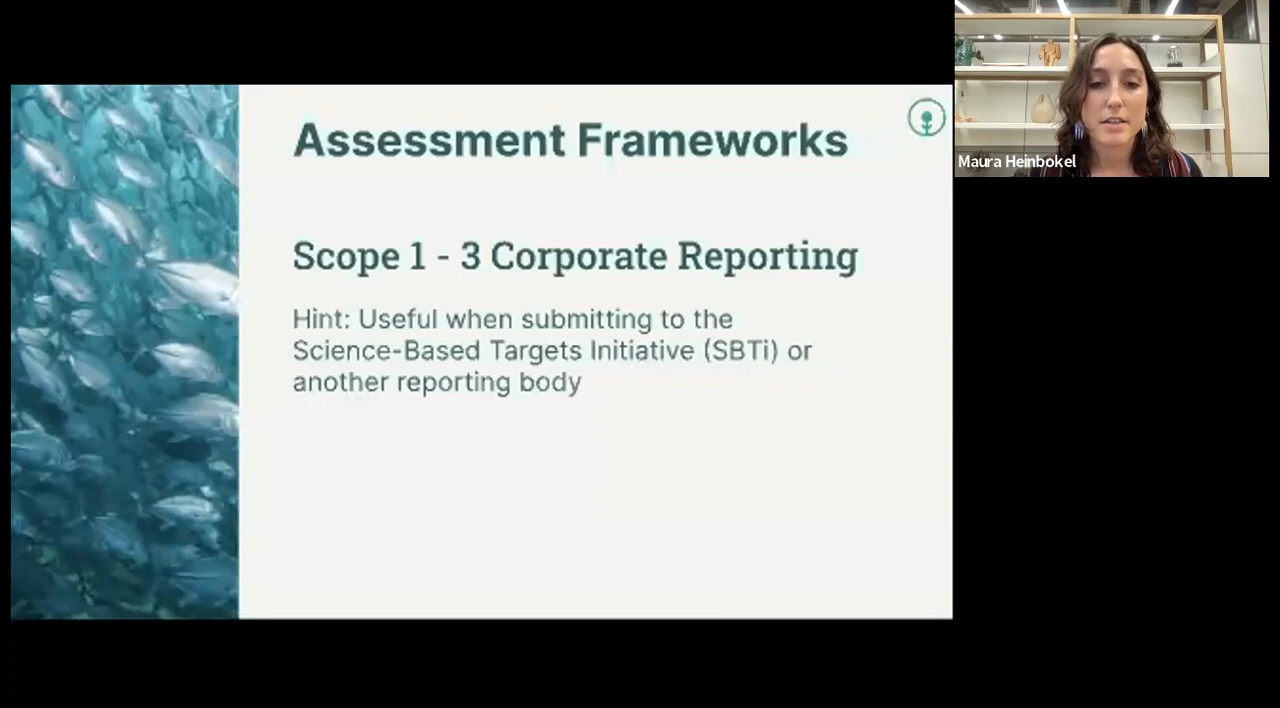 Assessment Frameworks
Scope 1 - 3 Corporate Reporting
Hint: Useful when submitting to the
Science-Based Targets Initiative (SBTi) or
another reporting body
Maura Heinbokel